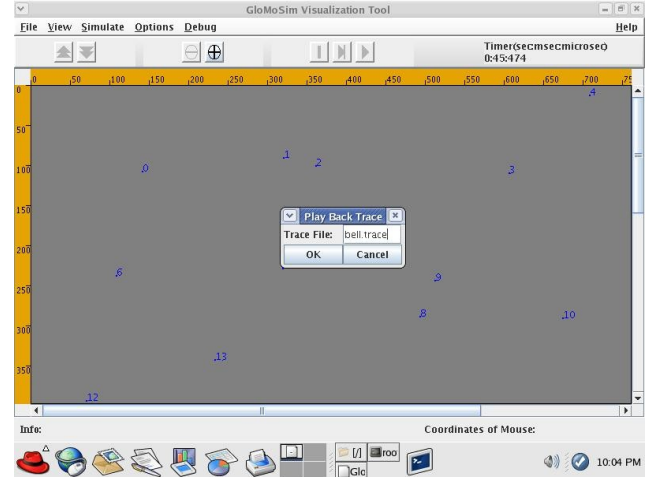 GloMoSim Visualization Tool
File View Simulate Options Debug Help
Timer(sec:msec:microsec)
0:45:474
0 50 100 150 200 250 300 350 400 450 500 550 600 650 700 75
0
50
100
150
200
250
300
350
4
1
2
0
3
Play Back Trace
Trace File: bell.trace
OK Cancel
6
9
8
10
13
12
Info: Coordinates of Mouse:
[/] roo
Glo
10:04 PM